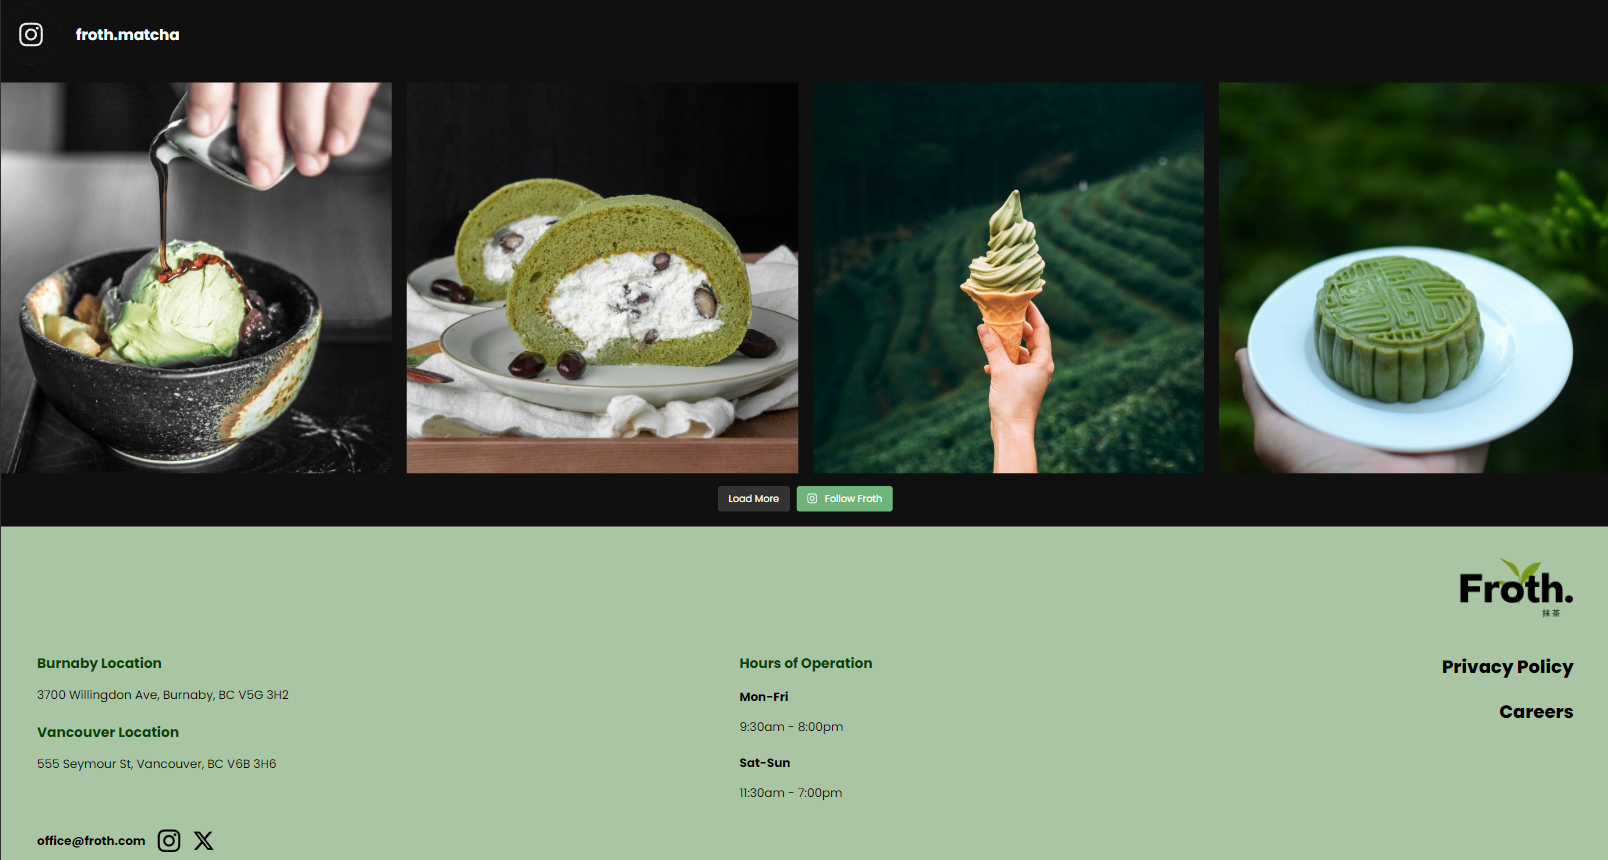 froth.matcha
Load More
Follow Froth
Froth.
抹茶
Burnaby Location
3700 Willingdon Ave, Burnaby, BC V5G 3H2
Vancouver Location
555 Seymour St, Vancouver, BC V6B 3H6
Hours of Operation
Mon-Fri
9:30am - 8:00pm
Sat-Sun
11:30am - 7:00pm
Privacy Policy
Careers
office@froth.com